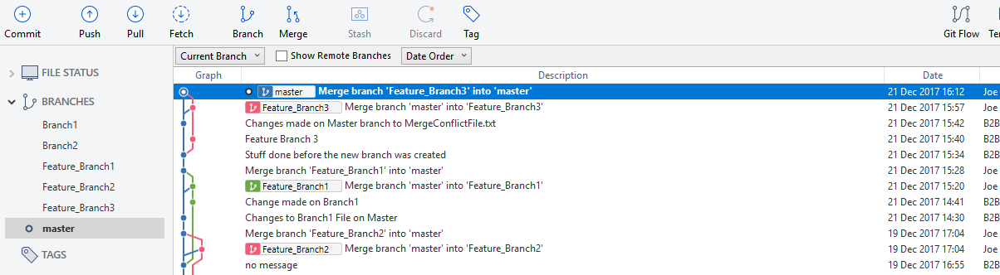 Commit Push Pull Fetch Branch Merge Stash Discard Tag Git Flow
Current Branch Show Remote Branches Date Order
FILE STATUS
BRANCHES
Branch1
Branch2
Feature_Branch1
Feature_Branch2
Feature_Branch3
master
TAGS
Graph Description Date
master Merge branch 'Feature_Branch3' into 'master' 21 Dec 2017 16:12 Joe
Feature_Branch3 Merge branch 'master' into 'Feature_Branch3' 21 Dec 2017 15:57 Joe
Changes made on Master branch to MergeConflictFile.txt 21 Dec 2017 15:42 B2B
Feature Branch 3 21 Dec 2017 15:40 B2B
Stuff done before the new branch was created 21 Dec 2017 15:34 B2B
Merge branch 'Feature_Branch1' into 'master' 21 Dec 2017 15:28 Joe
Feature_Branch1 Merge branch 'master' into 'Feature_Branch1' 21 Dec 2017 15:20 Joe
Change made on Branch1 21 Dec 2017 14:41 B2B
Changes to Branch1 File on Master 21 Dec 2017 14:30 B2B
Merge branch 'Feature_Branch2' into 'master' 19 Dec 2017 17:04 Joe
Feature_Branch2 Merge branch 'master' into 'Feature_Branch2' 19 Dec 2017 17:04 Joe
no message 19 Dec 2017 16:55 B2B